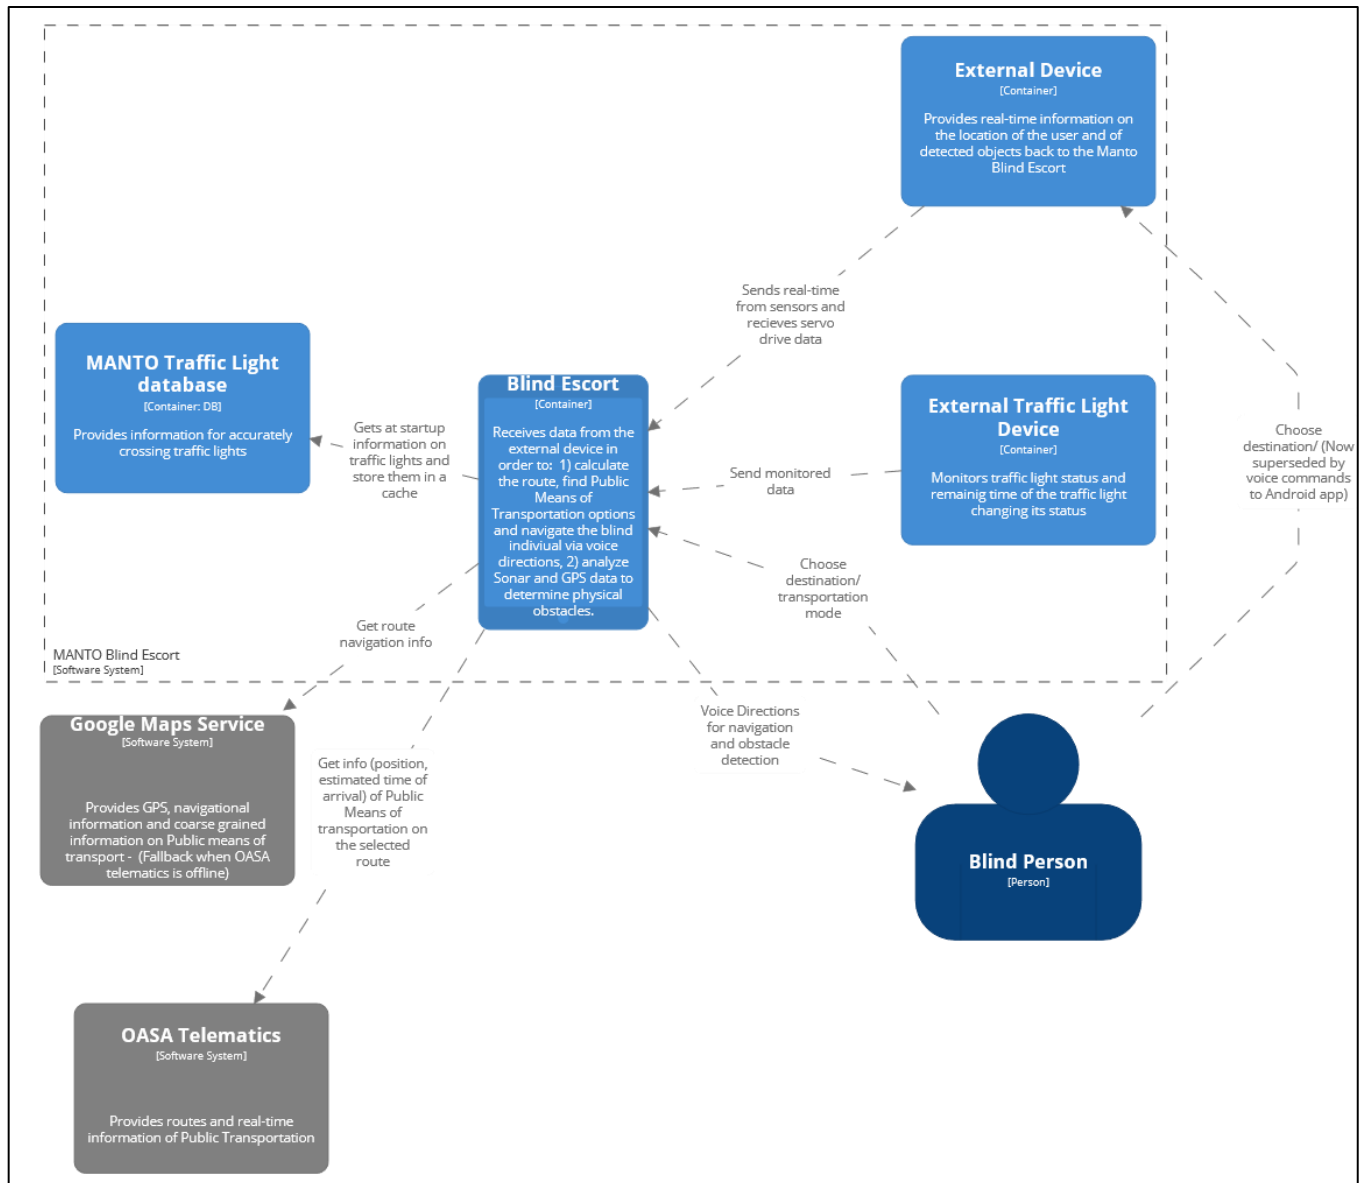 External Device
[Container]
Provides real-time information on
the location of the user and of
detected objects back to the Manto
Blind Escort
Sends real-time
from sensors and
recieves servo
drive data
MANTO Traffic Light
database
[Container: DB]
Provides information for accurately
crossing traffic lights
Gets at startup
information on
traffic lights and
store them in a
cache
Blind Escort
[Container]
Receives data from the
external device in
order to:  1) calculate
the route, find Public
Means of
Transportation options
and navigate the blind
indiviual via voice
directions, 2) analyze
Sonar and GPS data to
determine physical
obstacles.
Send monitored
data
External Traffic Light
Device
[Container]
Monitors traffic light status and
remainig time of the traffic light
changing its status
Choose
destination/ (Now
superseded by
voice commands
to Android app)
Choose
destination/
transportation
mode
Get route
navigation info
MANTO Blind Escort
[Software System]
Voice Directions
for navigation
and obstacle
detection
Google Maps Service
[Software System]
Provides GPS, navigational
information and coarse grained
information on Public means of
transport -  (Fallback when OASA
telematics is offline)
Get info (position,
estimated time of
arrival) of Public
Means of
transportation on
the selected
route
Blind Person
[Person]
OASA Telematics
[Software System]
Provides routes and real-time
information of Public Transportation